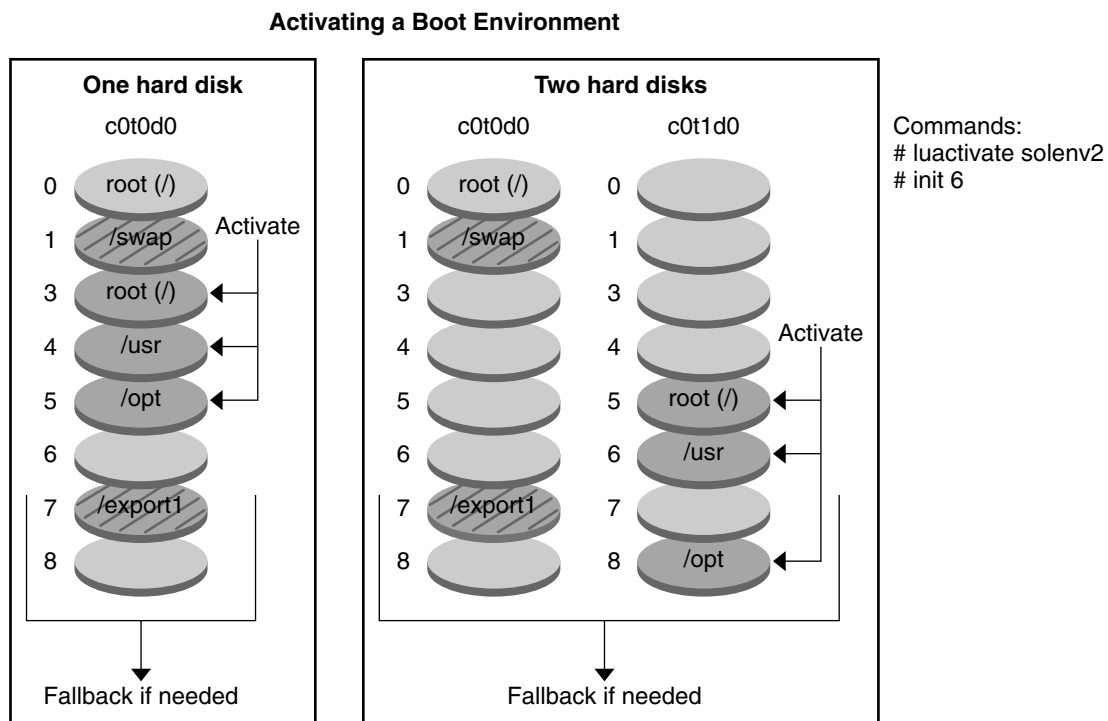 Activating a Boot Environment
One hard disk
c0t0d0
0 root (/)
1 /swap Activate
3 root (/)
4 /usr
5 /opt
6
7 /export1
8
Fallback if needed
Two hard disks
c0t0d0
0 root (/)
1 /swap
3
4
5
6
7 /export1
8
c0t1d0
0
1
3
4 Activate
5 root (/)
6 /usr
7
8 /opt
Fallback if needed
Commands:
# luactivate solenv2
# init 6